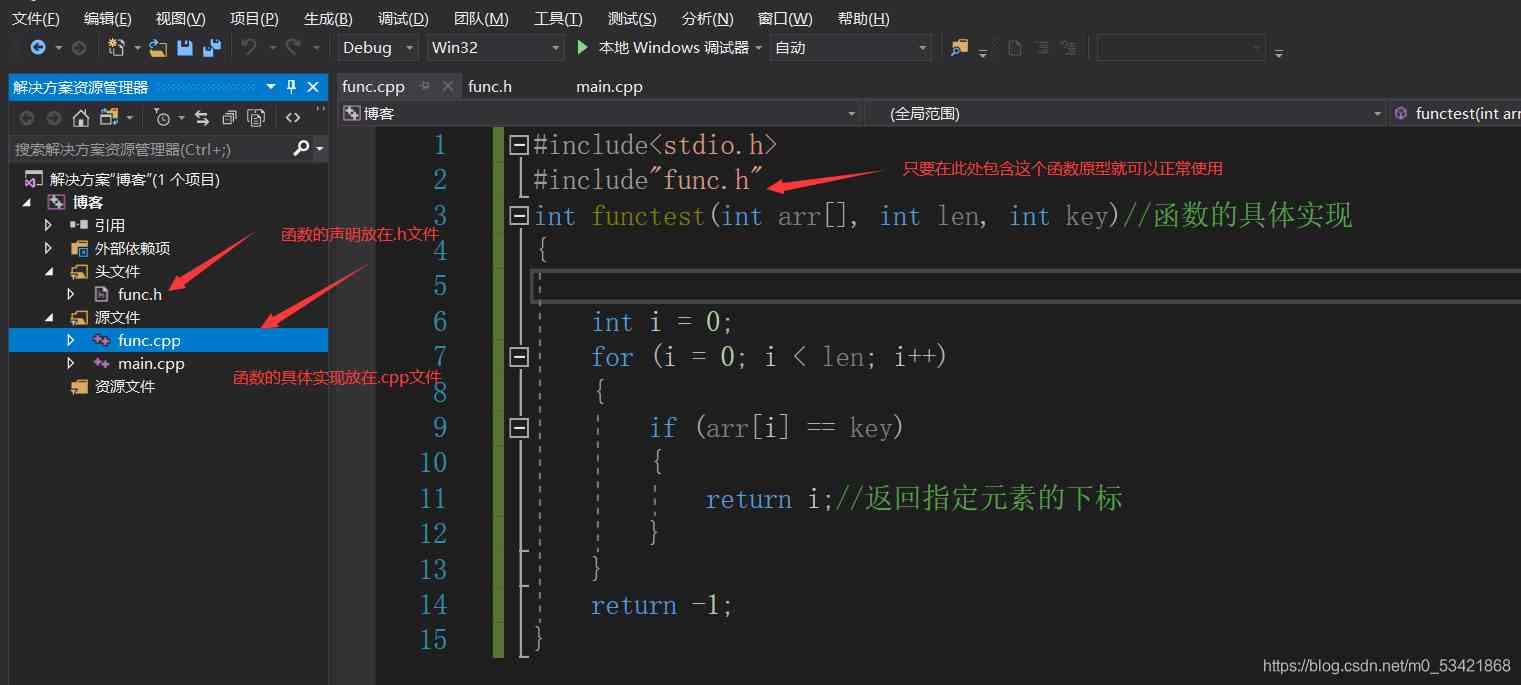 文件(F) 编辑(E) 视图(V) 项目(P) 生成(B) 调试(D) 团队(M) 工具(T) 测试(S) 分析(N) 窗口(W) 帮助(H)
Debug Win32 本地 Windows 调试器 自动
解决方案资源管理器
搜索解决方案资源管理器(Ctrl+;)
解决方案"博客"(1 个项目)
博客
引用
外部依赖项
头文件
func.h
源文件
func.cpp
main.cpp
资源文件
函数的声明放在.h文件
函数的具体实现放在.cpp文件
func.cpp func.h main.cpp
博客 (全局范围) functest(int arr
1 #include<stdio.h>
2 #include"func.h"
只要在此处包含这个函数原型就可以正常使用
3 int functest(int arr[], int len, int key)//函数的具体实现
4 {
5
6 int i = 0;
7 for (i = 0; i < len; i++)
8 {
9 if (arr[i] == key)
10 {
11 return i;//返回指定元素的下标
12 }
13 }
14 return -1;
15 }
https://blog.csdn.net/m0_53421868